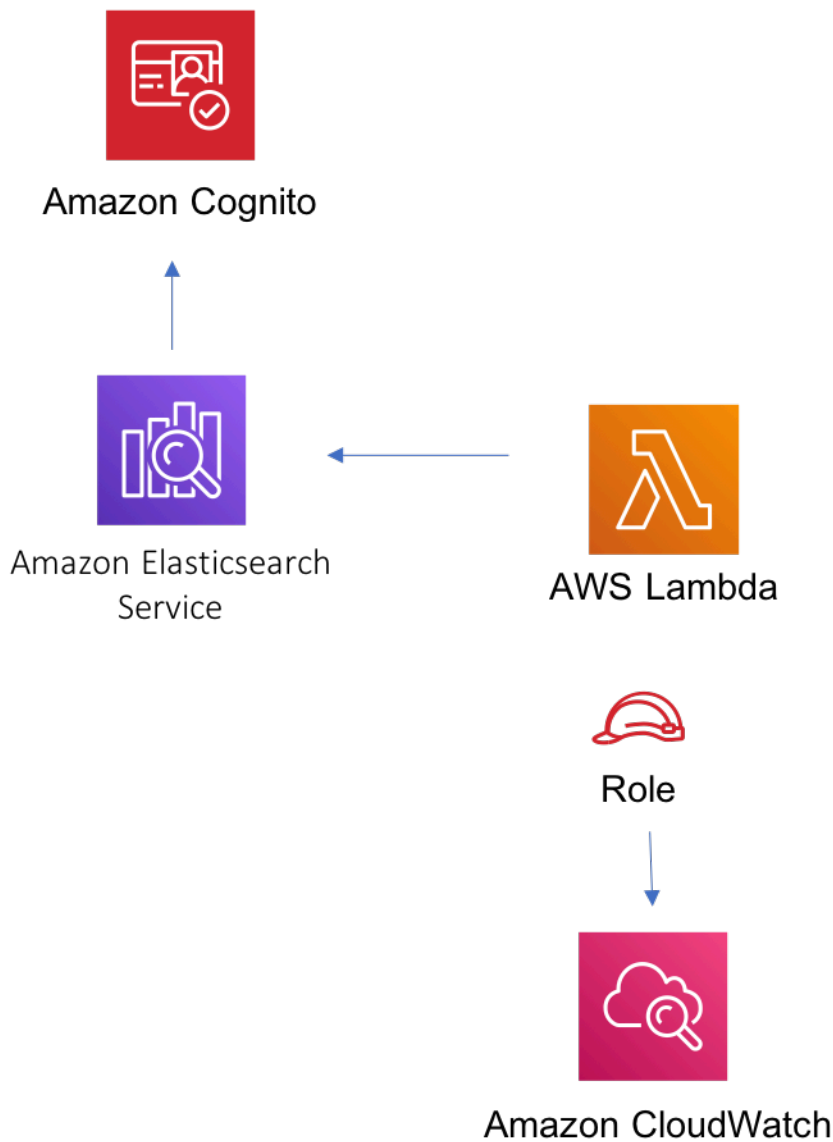 Amazon Cognito
Amazon Elasticsearch
Service
AWS Lambda
Role
Amazon CloudWatch